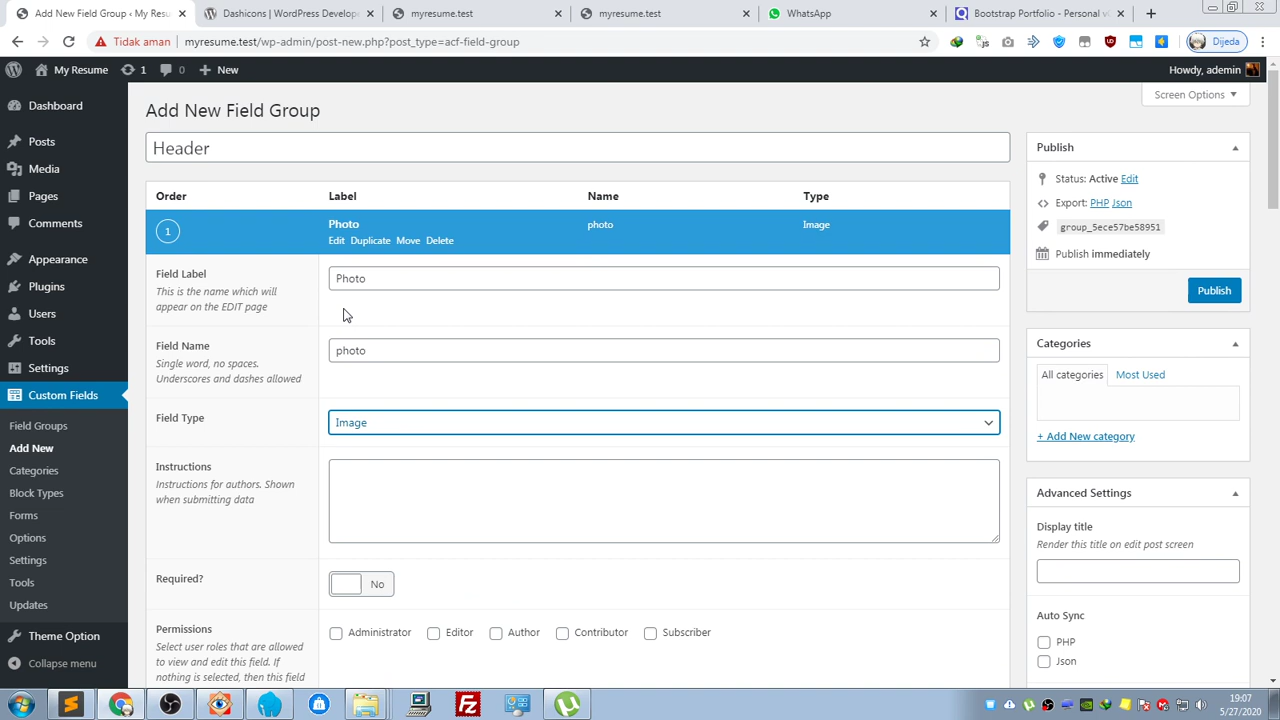 Add New Field Group ‹ My Resum
Dashicons | WordPress Develope
myresume.test
myresume.test
WhatsApp
Bootstrap Portfolio - Personal v
Tidak aman
myresume.test/wp-admin/post-new.php?post_type=acf-field-group
Dijeda
My Resume
1
0
New
Howdy, ademin
Screen Options
Dashboard
Posts
Media
Pages
Comments
Appearance
Plugins
Users
Tools
Settings
Custom Fields
Field Groups
Add New
Categories
Block Types
Forms
Options
Settings
Tools
Updates
Theme Option
Collapse menu
Add New Field Group
Header
Order Label Name Type
1 Photo photo Image
Edit Duplicate Move Delete
Field Label
This is the name which will
appear on the EDIT page
Photo
Field Name
Single word, no spaces.
Underscores and dashes allowed
photo
Field Type
Image
Instructions
Instructions for authors. Shown
when submitting data
Required?
No
Permissions
Select user roles that are allowed
to view and edit this field. If
nothing is selected, then this field
Administrator Editor Author Contributor Subscriber
Publish
Status: Active Edit
Export: PHP Json
group_5ece57be58951
Publish immediately
Publish
Categories
All categories Most Used
+ Add New category
Advanced Settings
Display title
Render this title on edit post screen
Auto Sync
PHP
Json
19:07
5/27/2020